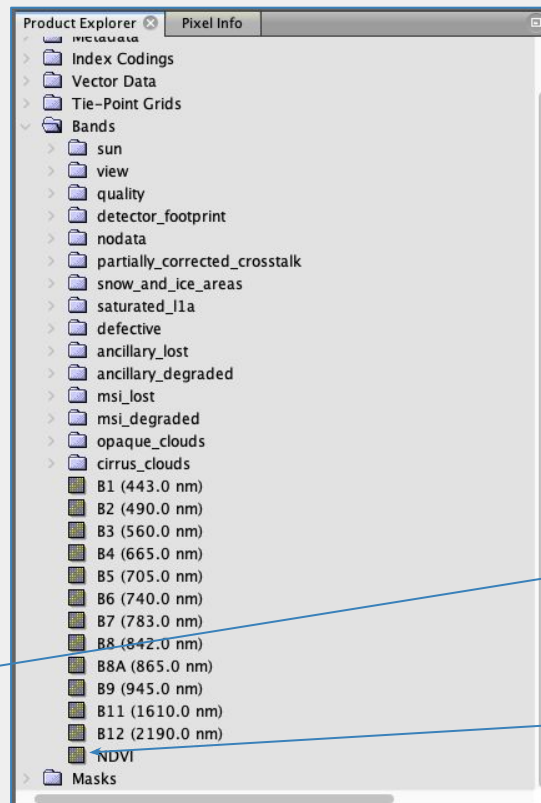 Product Explorer Pixel Info
Metadata
Index Codings
Vector Data
Tie-Point Grids
Bands
sun
view
quality
detector_footprint
nodata
partially_corrected_crosstalk
snow_and_ice_areas
saturated_l1a
defective
ancillary_lost
ancillary_degraded
msi_lost
msi_degraded
opaque_clouds
cirrus_clouds
B1 (443.0 nm)
B2 (490.0 nm)
B3 (560.0 nm)
B4 (665.0 nm)
B5 (705.0 nm)
B6 (740.0 nm)
B7 (783.0 nm)
B8 (842.0 nm)
B8A (865.0 nm)
B9 (945.0 nm)
B11 (1610.0 nm)
B12 (2190.0 nm)
NDVI
Masks